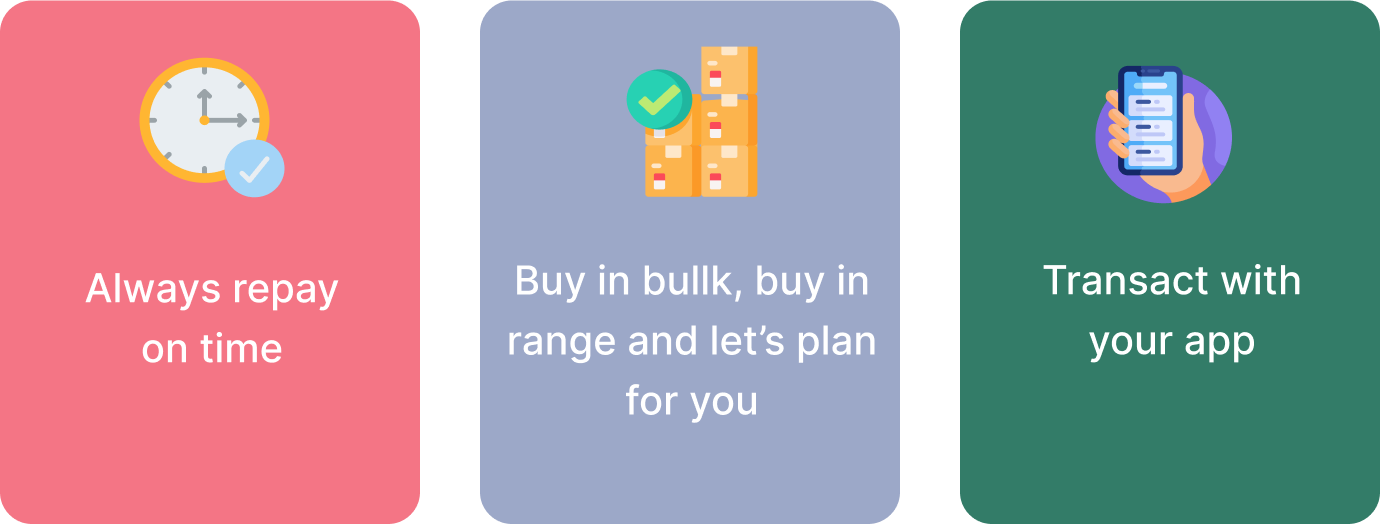 Always repay
on time
Buy in bullk, buy in
range and let’s plan
for you
Transact with
your app